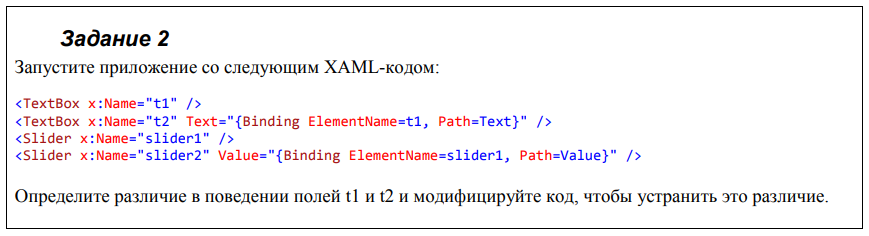 Задание 2
Запустите приложение со следующим XAML-кодом:
<TextBox x:Name="t1" />
<TextBox x:Name="t2" Text="{Binding ElementName=t1, Path=Text}" />
<Slider x:Name="slider1" />
<Slider x:Name="slider2" Value="{Binding ElementName=slider1, Path=Value}" />
Определите различие в поведении полей t1 и t2 и модифицируйте код, чтобы устранить это различие.